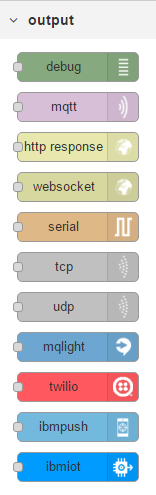 output
debug
mqtt
http response
websocket
serial
tcp
udp
mqlight
twilio
ibmpush
ibmiot